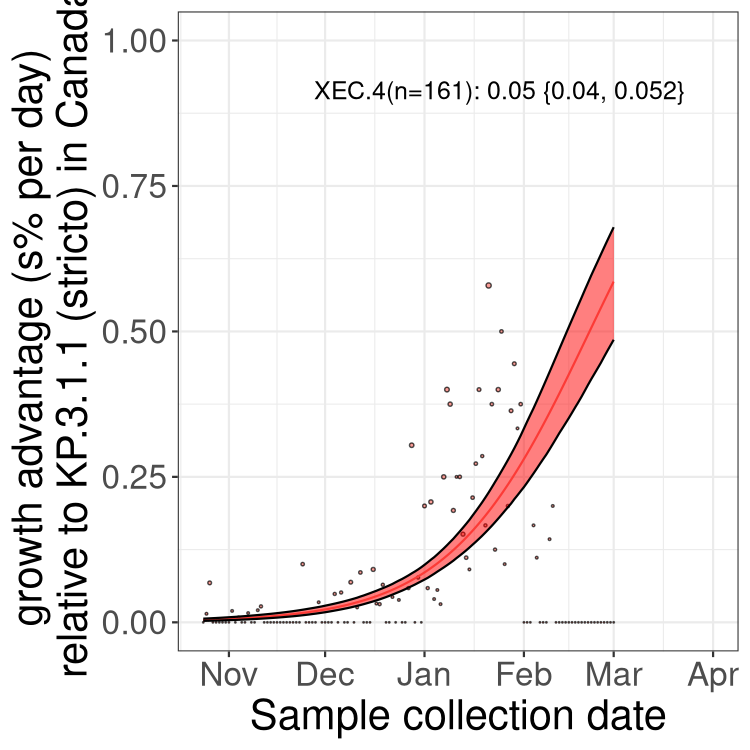 growth advantage (s% per day)
relative to KP.3.1.1 (stricto) in Canada
1.00
0.75
0.50
0.25
0.00
XEC.4(n=161): 0.05 {0.04, 0.052}
Nov Dec Jan Feb Mar Apr
Sample collection date